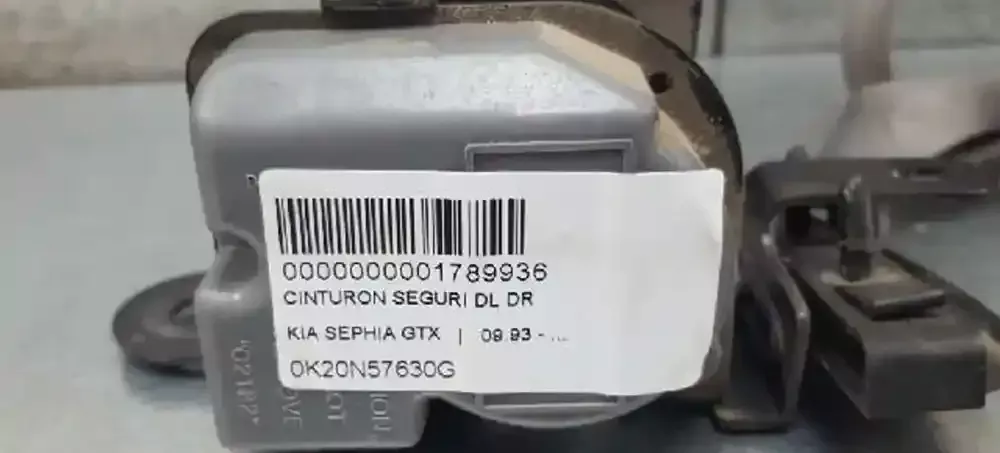 0000000001789936
CINTURON SEGURI DL DR
KIA SEPHIA GTX | 09.93 - ...
0K20N57630G